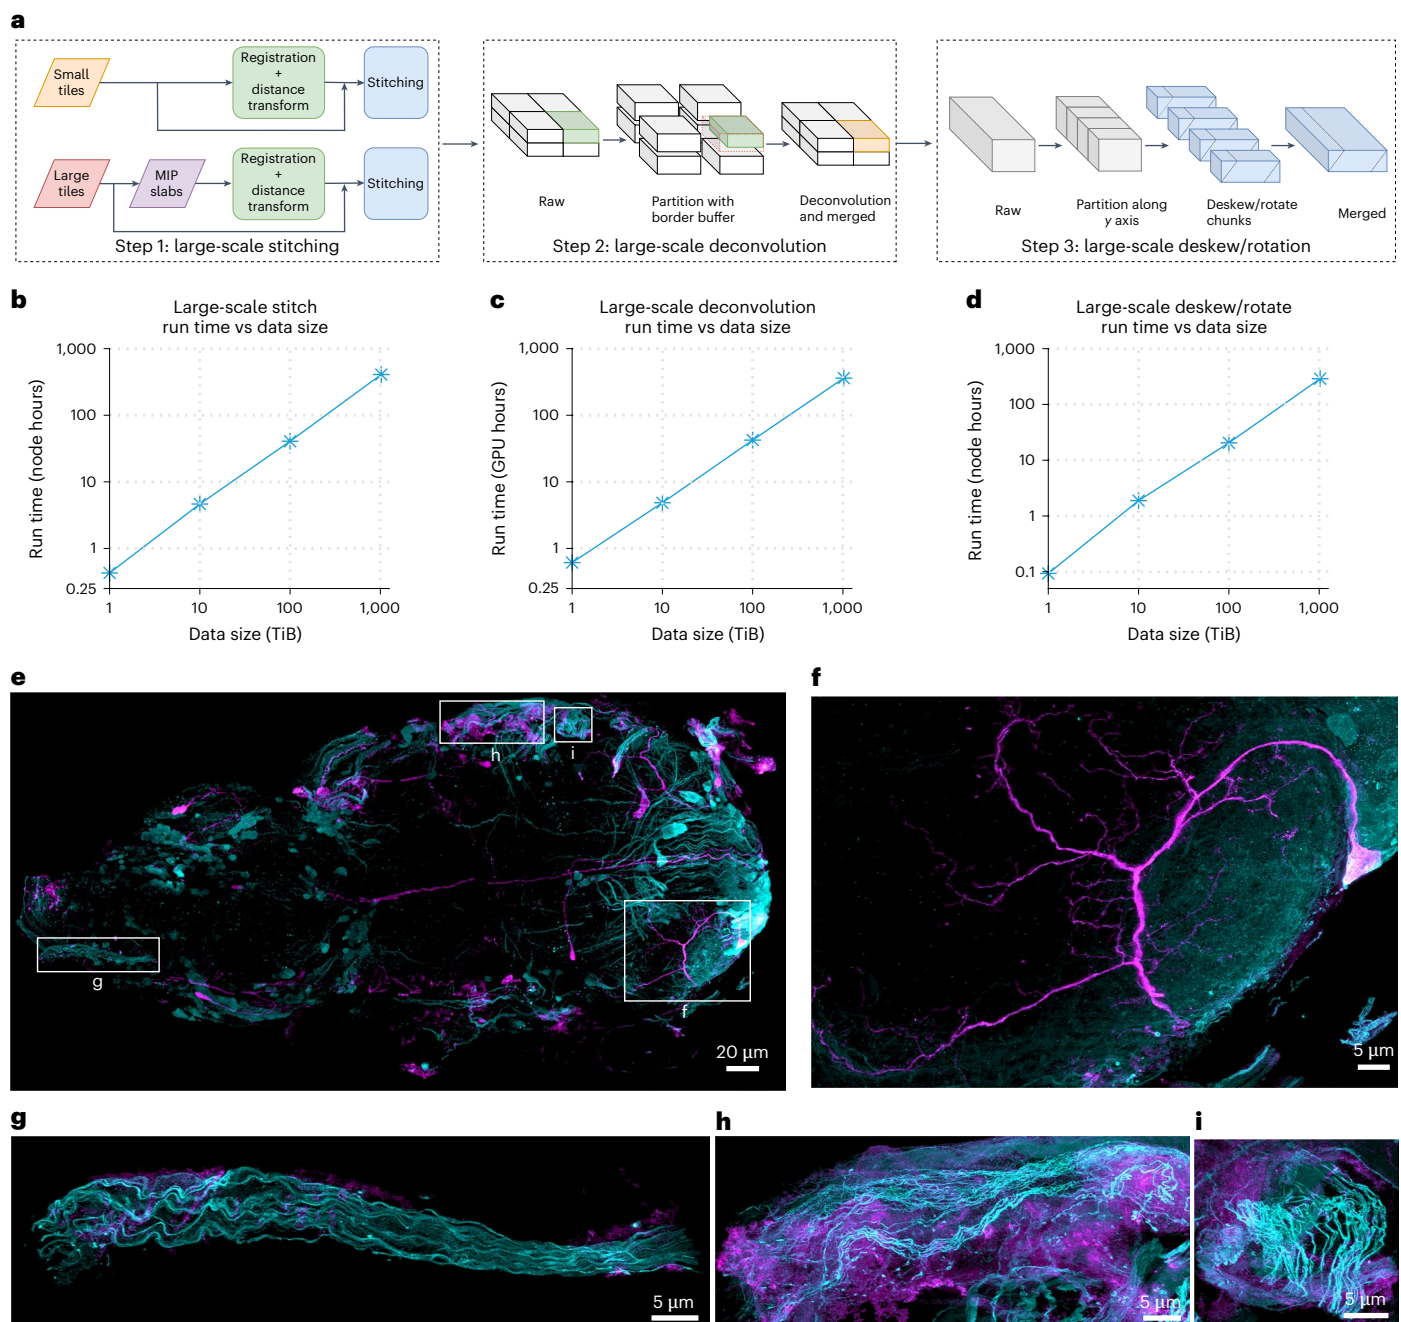 a
Small
tiles
Registration
+
distance
transform
Stitching
Large
tiles
MIP
slabs
Registration
+
distance
transform
Stitching
Step 1: large-scale stitching
Raw
Partition with
border buffer
Deconvolution
and merged
Step 2: large-scale deconvolution
Raw
Partition along
y axis
Deskew/rotate
chunks
Merged
Step 3: large-scale deskew/rotation
b
Large-scale stitch
run time vs data size
Run time (node hours)
1,000
100
10
1
0.25
1
10
100
1,000
Data size (TiB)
c
Large-scale deconvolution
run time vs data size
Run time (GPU hours)
1,000
100
10
1
0.25
1
10
100
1,000
Data size (TiB)
d
Large-scale deskew/rotate
run time vs data size
Run time (node hours)
1,000
100
10
1
0.1
1
10
100
1,000
Data size (TiB)
e
h
i
g
f
20 µm
f
5 µm
g
5 µm
h
5 µm
i
5 µm